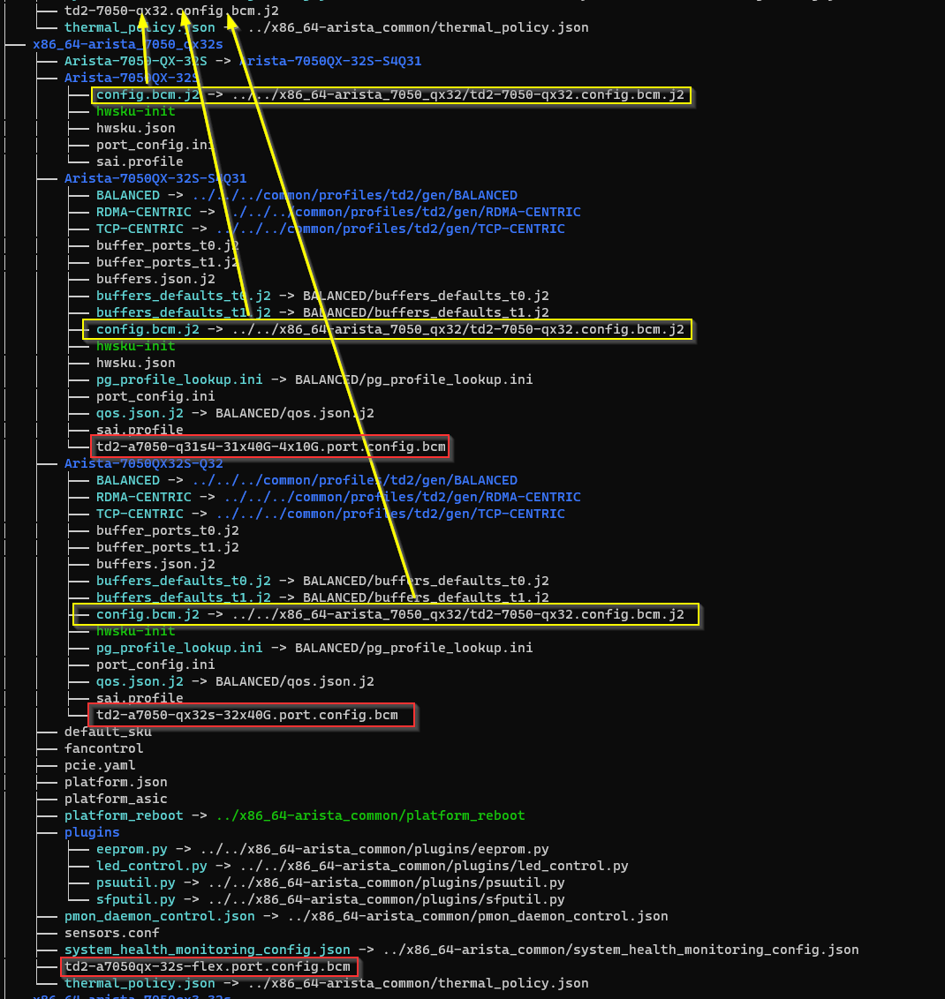 td2-7050-qx32.config.bcm.j2
thermal_policy.json -> ../x86_64-arista_common/thermal_policy.json
x86_64-arista_7050_qx32s
Arista-7050-QX-32S -> Arista-7050QX-32S-S4Q31
Arista-7050QX-32S
config.bcm.j2 -> ../../x86_64-arista_7050_qx32/td2-7050-qx32.config.bcm.j2
hwsku-init
hwsku.json
port_config.ini
sai.profile
Arista-7050QX-32S-S4Q31
BALANCED -> ../../../common/profiles/td2/gen/BALANCED
RDMA-CENTRIC -> ../../../common/profiles/td2/gen/RDMA-CENTRIC
TCP-CENTRIC -> ../../../common/profiles/td2/gen/TCP-CENTRIC
buffer_ports_t0.j2
buffer_ports_t1.j2
buffers.json.j2
buffers_defaults_t0.j2 -> BALANCED/buffers_defaults_t0.j2
buffers_defaults_t1.j2 -> BALANCED/buffers_defaults_t1.j2
config.bcm.j2 -> ../../x86_64-arista_7050_qx32/td2-7050-qx32.config.bcm.j2
hwsku-init
hwsku.json
pg_profile_lookup.ini -> BALANCED/pg_profile_lookup.ini
port_config.ini
qos.json.j2 -> BALANCED/qos.json.j2
sai.profile
td2-a7050-q31s4-31x40G-4x10G.port.config.bcm
Arista-7050QX32S-Q32
BALANCED -> ../../../common/profiles/td2/gen/BALANCED
RDMA-CENTRIC -> ../../../common/profiles/td2/gen/RDMA-CENTRIC
TCP-CENTRIC -> ../../../common/profiles/td2/gen/TCP-CENTRIC
buffer_ports_t0.j2
buffer_ports_t1.j2
buffers.json.j2
buffers_defaults_t0.j2 -> BALANCED/buffers_defaults_t0.j2
buffers_defaults_t1.j2 -> BALANCED/buffers_defaults_t1.j2
config.bcm.j2 -> ../../x86_64-arista_7050_qx32/td2-7050-qx32.config.bcm.j2
hwsku-init
pg_profile_lookup.ini -> BALANCED/pg_profile_lookup.ini
port_config.ini
qos.json.j2 -> BALANCED/qos.json.j2
sai.profile
td2-a7050-qx32s-32x40G.port.config.bcm
default_sku
fancontrol
pcie.yaml
platform.json
platform_asic
platform_reboot -> ../x86_64-arista_common/platform_reboot
plugins
eeprom.py -> ../../x86_64-arista_common/plugins/eeprom.py
led_control.py -> ../../x86_64-arista_common/plugins/led_control.py
psuutil.py -> ../../x86_64-arista_common/plugins/psuutil.py
sfputil.py -> ../../x86_64-arista_common/plugins/sfputil.py
pmon_daemon_control.json -> ../x86_64-arista_common/pmon_daemon_control.json
sensors.conf
system_health_monitoring_config.json -> ../x86_64-arista_common/system_health_monitoring_config.json
td2-a7050qx-32s-flex.port.config.bcm
thermal_policy.json -> ../x86_64-arista_common/thermal_policy.json